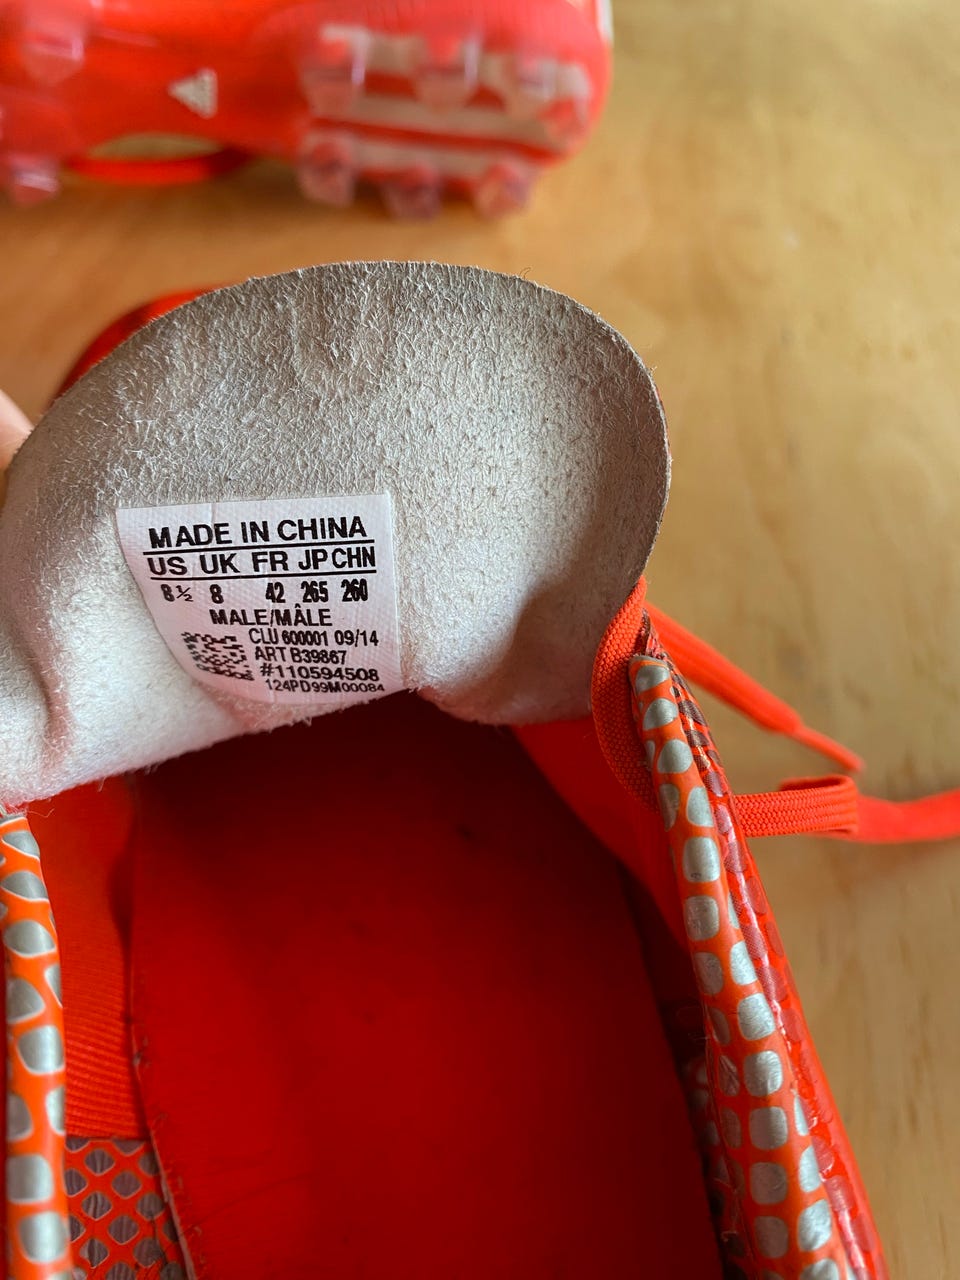 MADE IN CHINA
US UK FR JP CHN
8½ 8 42 265 260
MALE/MÂLE
CLU 600001 09/14
ART B39867
#110594508
124PD99M00084